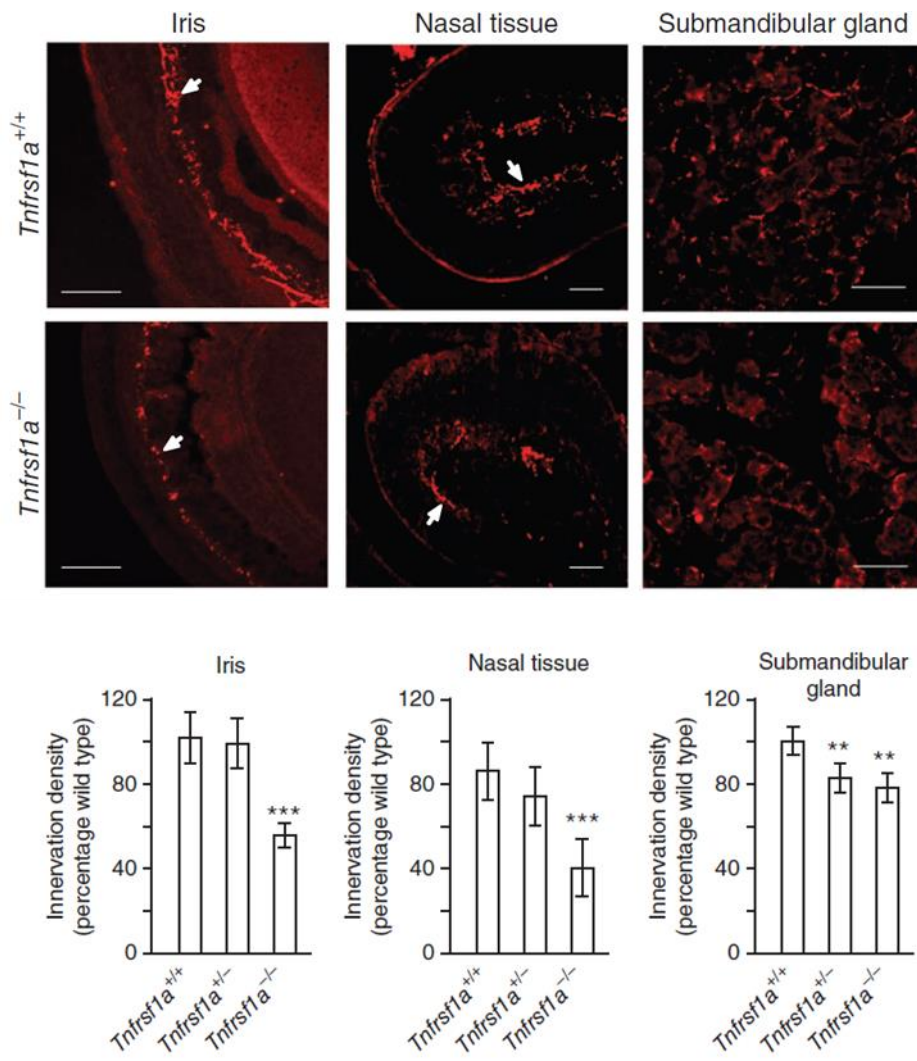 Iris Nasal tissue Submandibular gland
Tnfrsf1a+/+
Tnfrsf1a−/−
Iris
Innervation density
(percentage wild type)
120
80
40
0
***
Tnfrsf1a+/+
Tnfrsf1a+/−
Tnfrsf1a−/−
Nasal tissue
Innervation density
(percentage wild type)
120
80
40
0
***
Tnfrsf1a+/+
Tnfrsf1a+/−
Tnfrsf1a−/−
Submandibular
gland
Innervation density
(percentage wild type)
120
80
40
0
**
**
Tnfrsf1a+/+
Tnfrsf1a+/−
Tnfrsf1a−/−